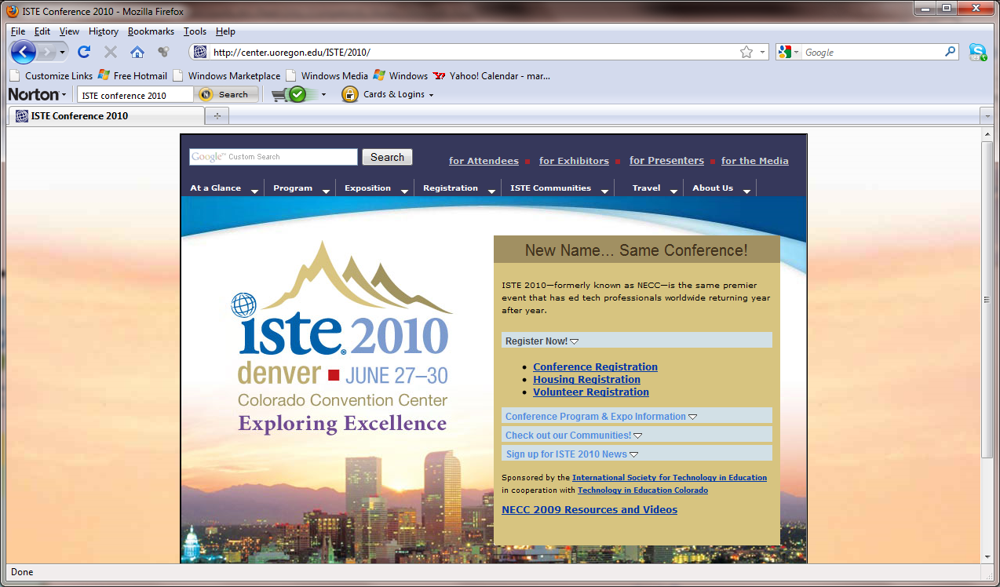 ISTE Conference 2010 - Mozilla Firefox
File Edit View History Bookmarks Tools Help
http://center.uoregon.edu/ISTE/2010/
Google
Customize Links Free Hotmail Windows Marketplace Windows Media Windows Yahoo! Calendar - mar...
Norton ISTE conference 2010 Search Cards & Logins
ISTE Conference 2010
Google™ Custom Search Search for Attendees for Exhibitors for Presenters for the Media
At a Glance Program Exposition Registration ISTE Communities Travel About Us
New Name... Same Conference!
ISTE 2010—formerly known as NECC—is the same premier
event that has ed tech professionals worldwide returning year
after year.
iste® 2010
denver JUNE 27–30
Colorado Convention Center
Exploring Excellence
Register Now!
Conference Registration
Housing Registration
Volunteer Registration
Conference Program & Expo Information
Check out our Communities!
Sign up for ISTE 2010 News
Sponsored by the International Society for Technology in Education
in cooperation with Technology in Education Colorado
NECC 2009 Resources and Videos
Done